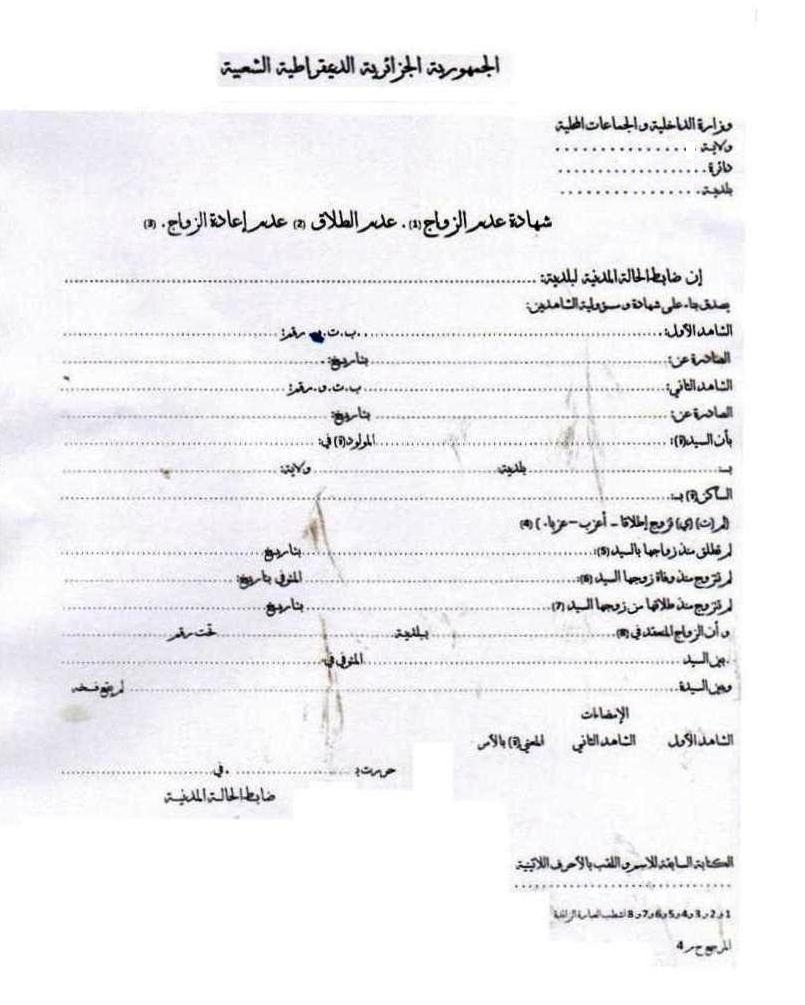 الجمهورية الجزائرية الديمقراطية الشعبية
وزارة الداخلية و الجماعات المحلية
ولاية ................
دائرة ................
بلدية ................
شهادة عدم الزواج (1) . عدم الطلاق (2) عدم إعادة الزواج . (3)
إن ضابط الحالة المدنية لبلدية: ................
يصدق بناء على شهادة و مسؤولية الشاهدين:
الشاهد الأول: ................ ب.ت.و. رقم:
الصادرة عن: ................ بتاريخ: ................
الشاهد الثاني: ................ ب.ت.و. رقم: ................
الصادرة عن: ................ بتاريخ: ................
بأن السيد(ة): ................ المولود(ة) في: ................
بـ: ................ بلدية ................ ولاية: ................
الساكن(ة) بـ: ................
(لم (ت) (ي) تزوج إطلاقا - أعزب - عزباء . ) (4)
لم تطلق منذ زواجها بالسيد (5): ................ بتاريخ ................
لم تتزوج منذ وفاة زوجها السيد (6): ................ المتوفي بتاريخ: ................
لم تتزوج منذ طلاقها من زوجها السيد (7) ................ بتاريخ ................
و أن الزواج المنعقد في (8) ................ ببلدية ................ تحت رقم ................
بين السيد ................ المتوفي في ................
وبين السيدة ................ لم يقع فسخه
الإمضاءات
الشاهد الأول الشاهد الثاني المعني(ة) بالأمر
حررت بـ ................ . في ................
ضابط الحالة المدنية
الكتابة السابقة للاسم و اللقب بالأحرف اللاتينية
................
1 و 2 و 3 و 4 و 5 و 6 و 7 و 8 تشطب العبارة الزائدة
المرجع ح م 4